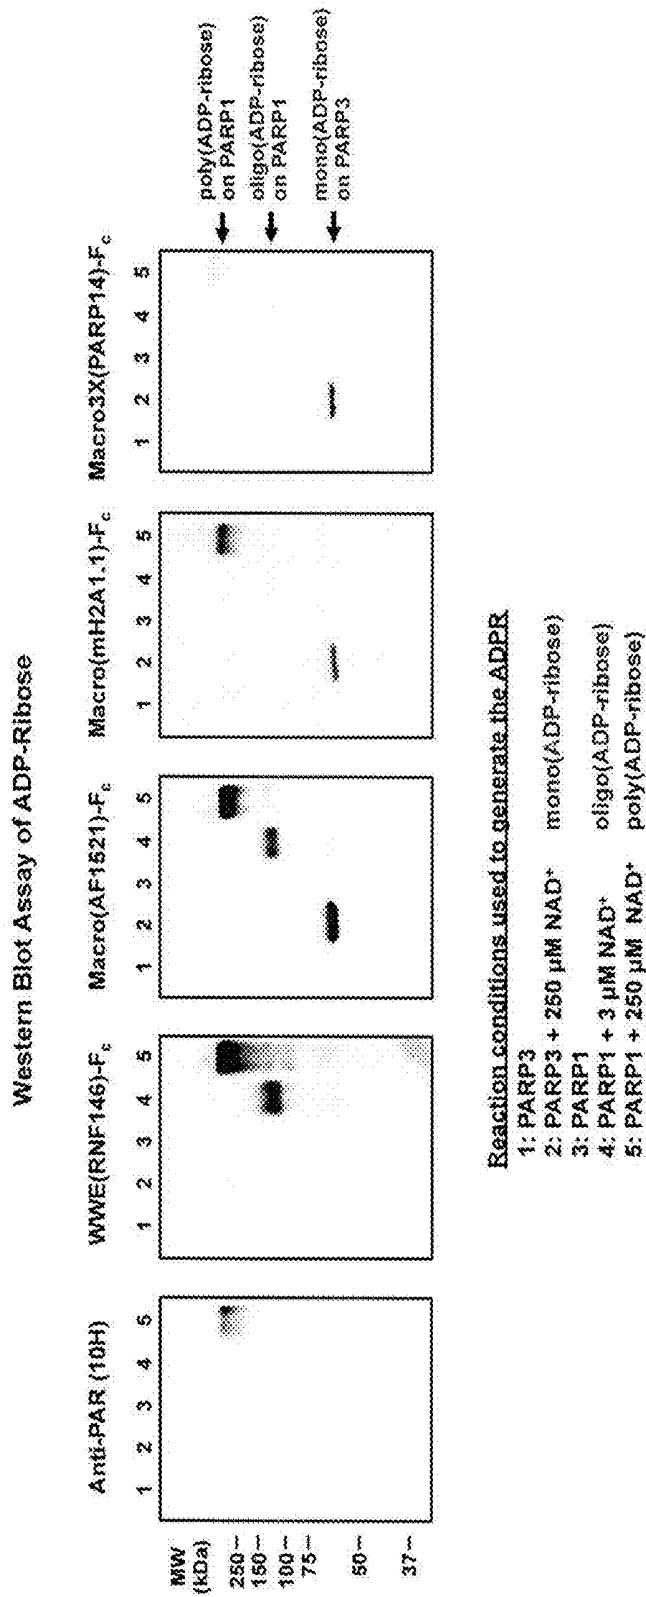 Western Blot Assay of ADP-Ribose
Anti-PAR (10H)
WWE(RNF146)-Fc
Macro(AF1521)-Fc
Macro(mH2A1.1)-Fc
Macro3X(PARP14)-Fc
MW
(kDa)
1 2 3 4 5
1 2 3 4 5
1 2 3 4 5
1 2 3 4 5
1 2 3 4 5
250–
150–
100–
75–
50–
37–
poly(ADP-ribose)
on PARP1
oligo(ADP-ribose)
on PARP1
mono(ADP-ribose)
on PARP3
Reaction conditions used to generate the ADPR
1: PARP3
2: PARP3 + 250 µM NAD⁺ mono(ADP-ribose)
3: PARP1
4: PARP1 + 3 µM NAD⁺ oligo(ADP-ribose)
5: PARP1 + 250 µM NAD⁺ poly(ADP-ribose)